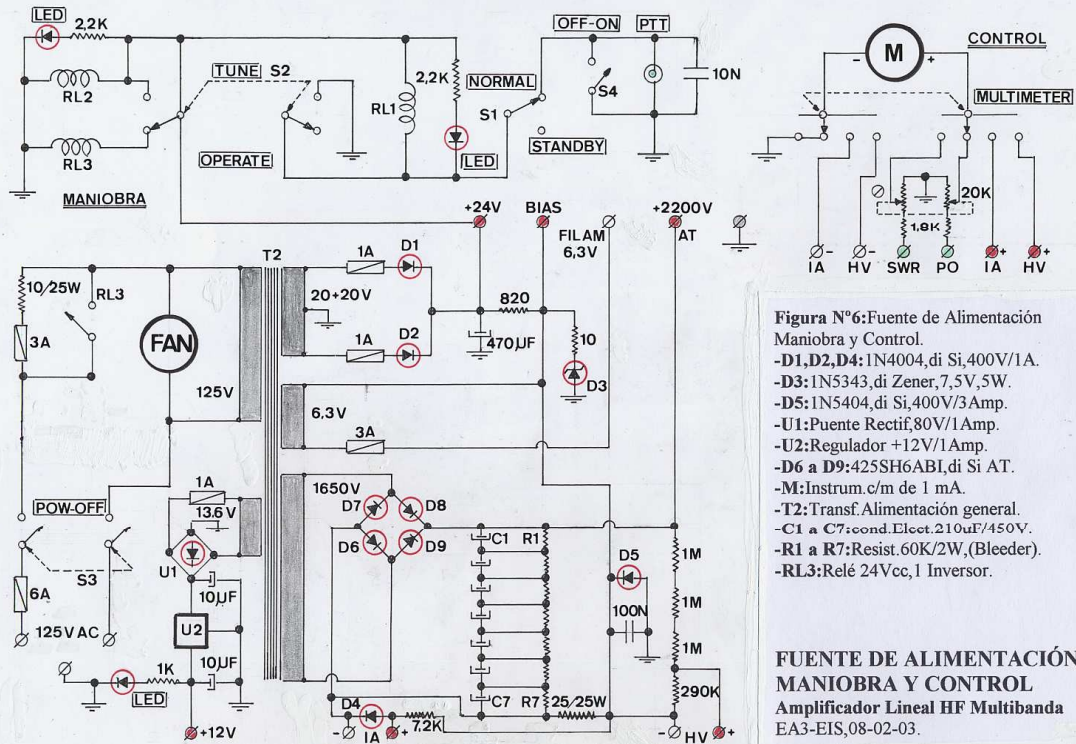 LED
2,2K
RL2
RL3
MANIOBRA
TUNE S2
OPERATE
RL1
2,2K
LED
OFF-ON
PTT
NORMAL
S1
S4
10N
STANDBY
M
- +
CONTROL
MULTIMETER
20K
1,8K
IA -
HV -
SWR
PO
IA +
HV +
+24V
BIAS
FILAM
6,3V
+2200V
AT
T2
10/25W
RL3
3A
FAN
125V
1A
D1
20+20V
1A
D2
820
470µF
10
D3
6,3V
3A
POW-OFF
S3
6A
125V AC
1A
13.6V
U1
10µF
U2
10µF
1K
LED
+12V
1650V
D7
D8
D6
D9
C1
R1
C7
R7
25/25W
D5
100N
1M
1M
1M
290K
D4
- IA +
7,2K
- HV +
Figura Nº6:Fuente de Alimentación
Maniobra y Control.
-D1,D2,D4:1N4004,di Si,400V/1A.
-D3:1N5343,di Zener,7,5V,5W.
-D5:1N5404,di Si,400V/3Amp.
-U1:Puente Rectif,80V/1Amp.
-U2:Regulador +12V/1Amp.
-D6 a D9:425SH6ABI,di Si AT.
-M:Instrum.c/m de 1 mA.
-T2:Transf.Alimentación general.
-C1 a C7:cond.Elect.210uF/450V.
-R1 a R7:Resist.60K/2W,(Bleeder).
-RL3:Relé 24Vcc,1 Inversor.
FUENTE DE ALIMENTACIÓN
MANIOBRA Y CONTROL
Amplificador Lineal HF Multibanda
EA3-EIS,08-02-03.